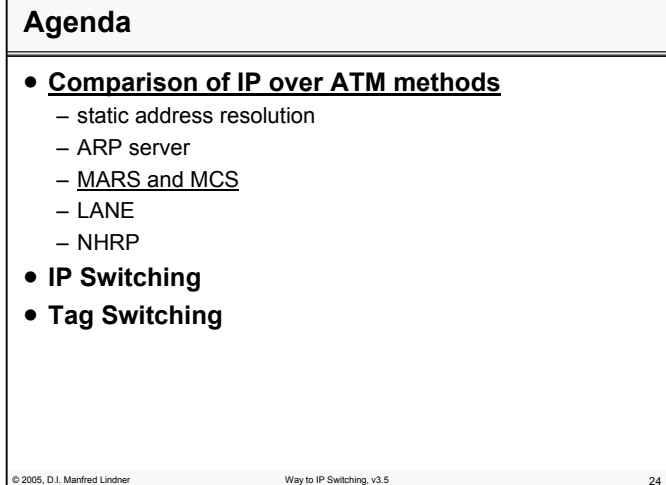 Agenda
• Comparison of IP over ATM methods
– static address resolution
– ARP server
– MARS and MCS
– LANE
– NHRP
• IP Switching
• Tag Switching
© 2005, D.I. Manfred Lindner Way to IP Switching, v3.5 24